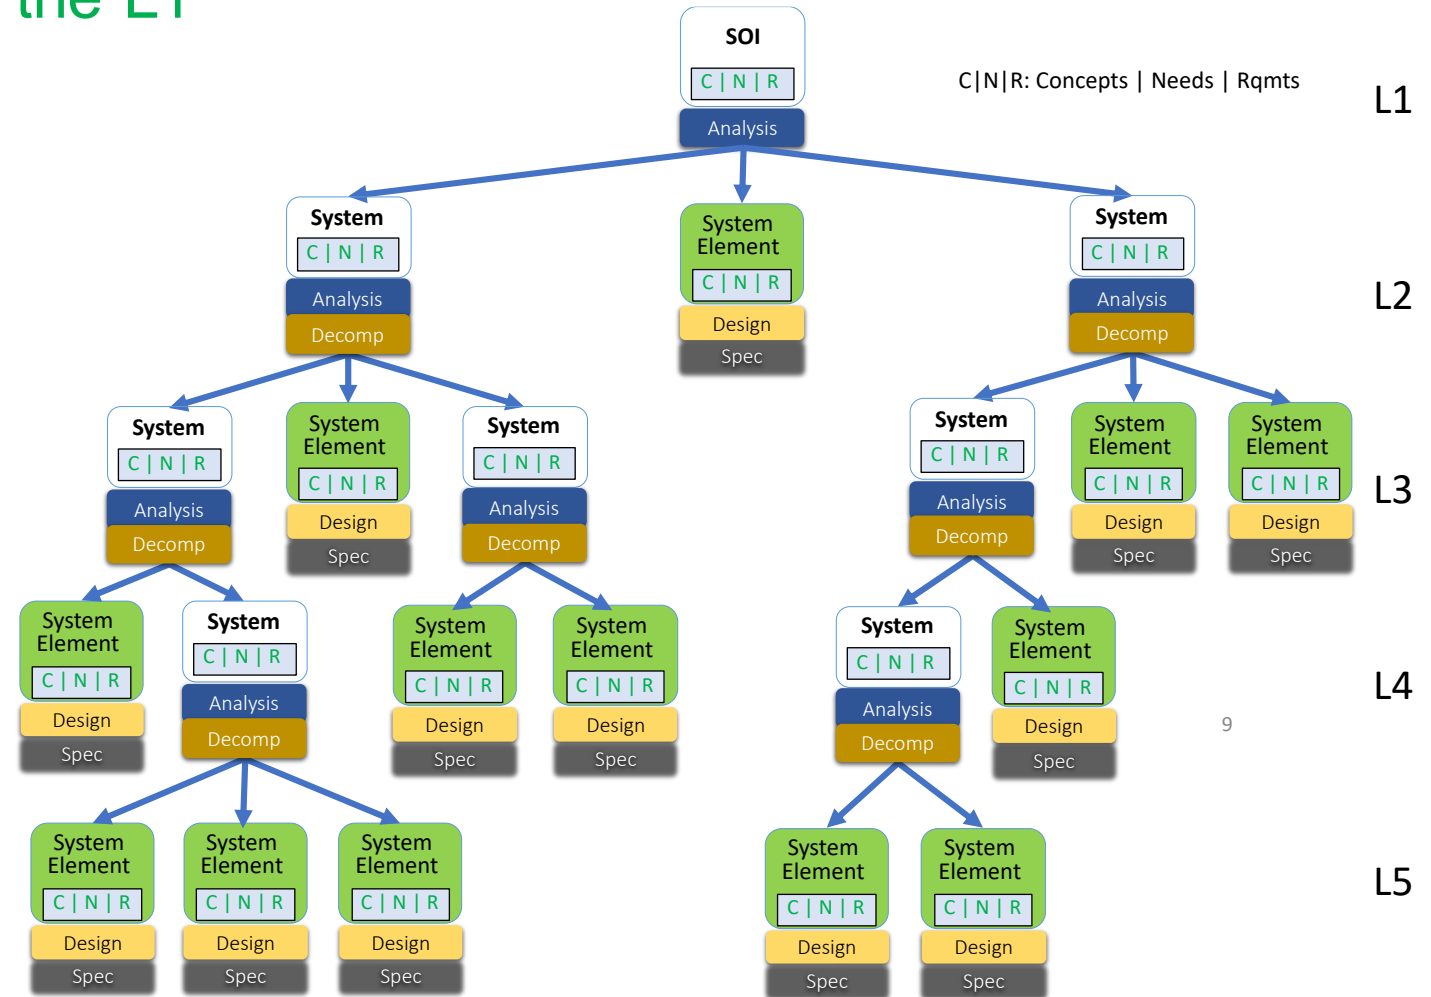 the L1
SOI
C | N | R
Analysis
C|N|R: Concepts | Needs | Rqmts
L1
System
C | N | R
Analysis
Decomp
System
Element
C | N | R
Design
Spec
System
C | N | R
Analysis
Decomp
L2
System
C | N | R
Analysis
Decomp
System
Element
C | N | R
Design
Spec
System
C | N | R
Analysis
Decomp
System
C | N | R
Analysis
Decomp
System
Element
C | N | R
Design
Spec
System
Element
C | N | R
Design
Spec
L3
System
Element
C | N | R
Design
Spec
System
C | N | R
Analysis
Decomp
System
Element
C | N | R
Design
Spec
System
Element
C | N | R
Design
Spec
System
C | N | R
Analysis
Decomp
System
Element
C | N | R
Design
Spec
L4
9
System
Element
C | N | R
Design
Spec
System
Element
C | N | R
Design
Spec
System
Element
C | N | R
Design
Spec
System
Element
C | N | R
Design
Spec
System
Element
C | N | R
Design
Spec
L5